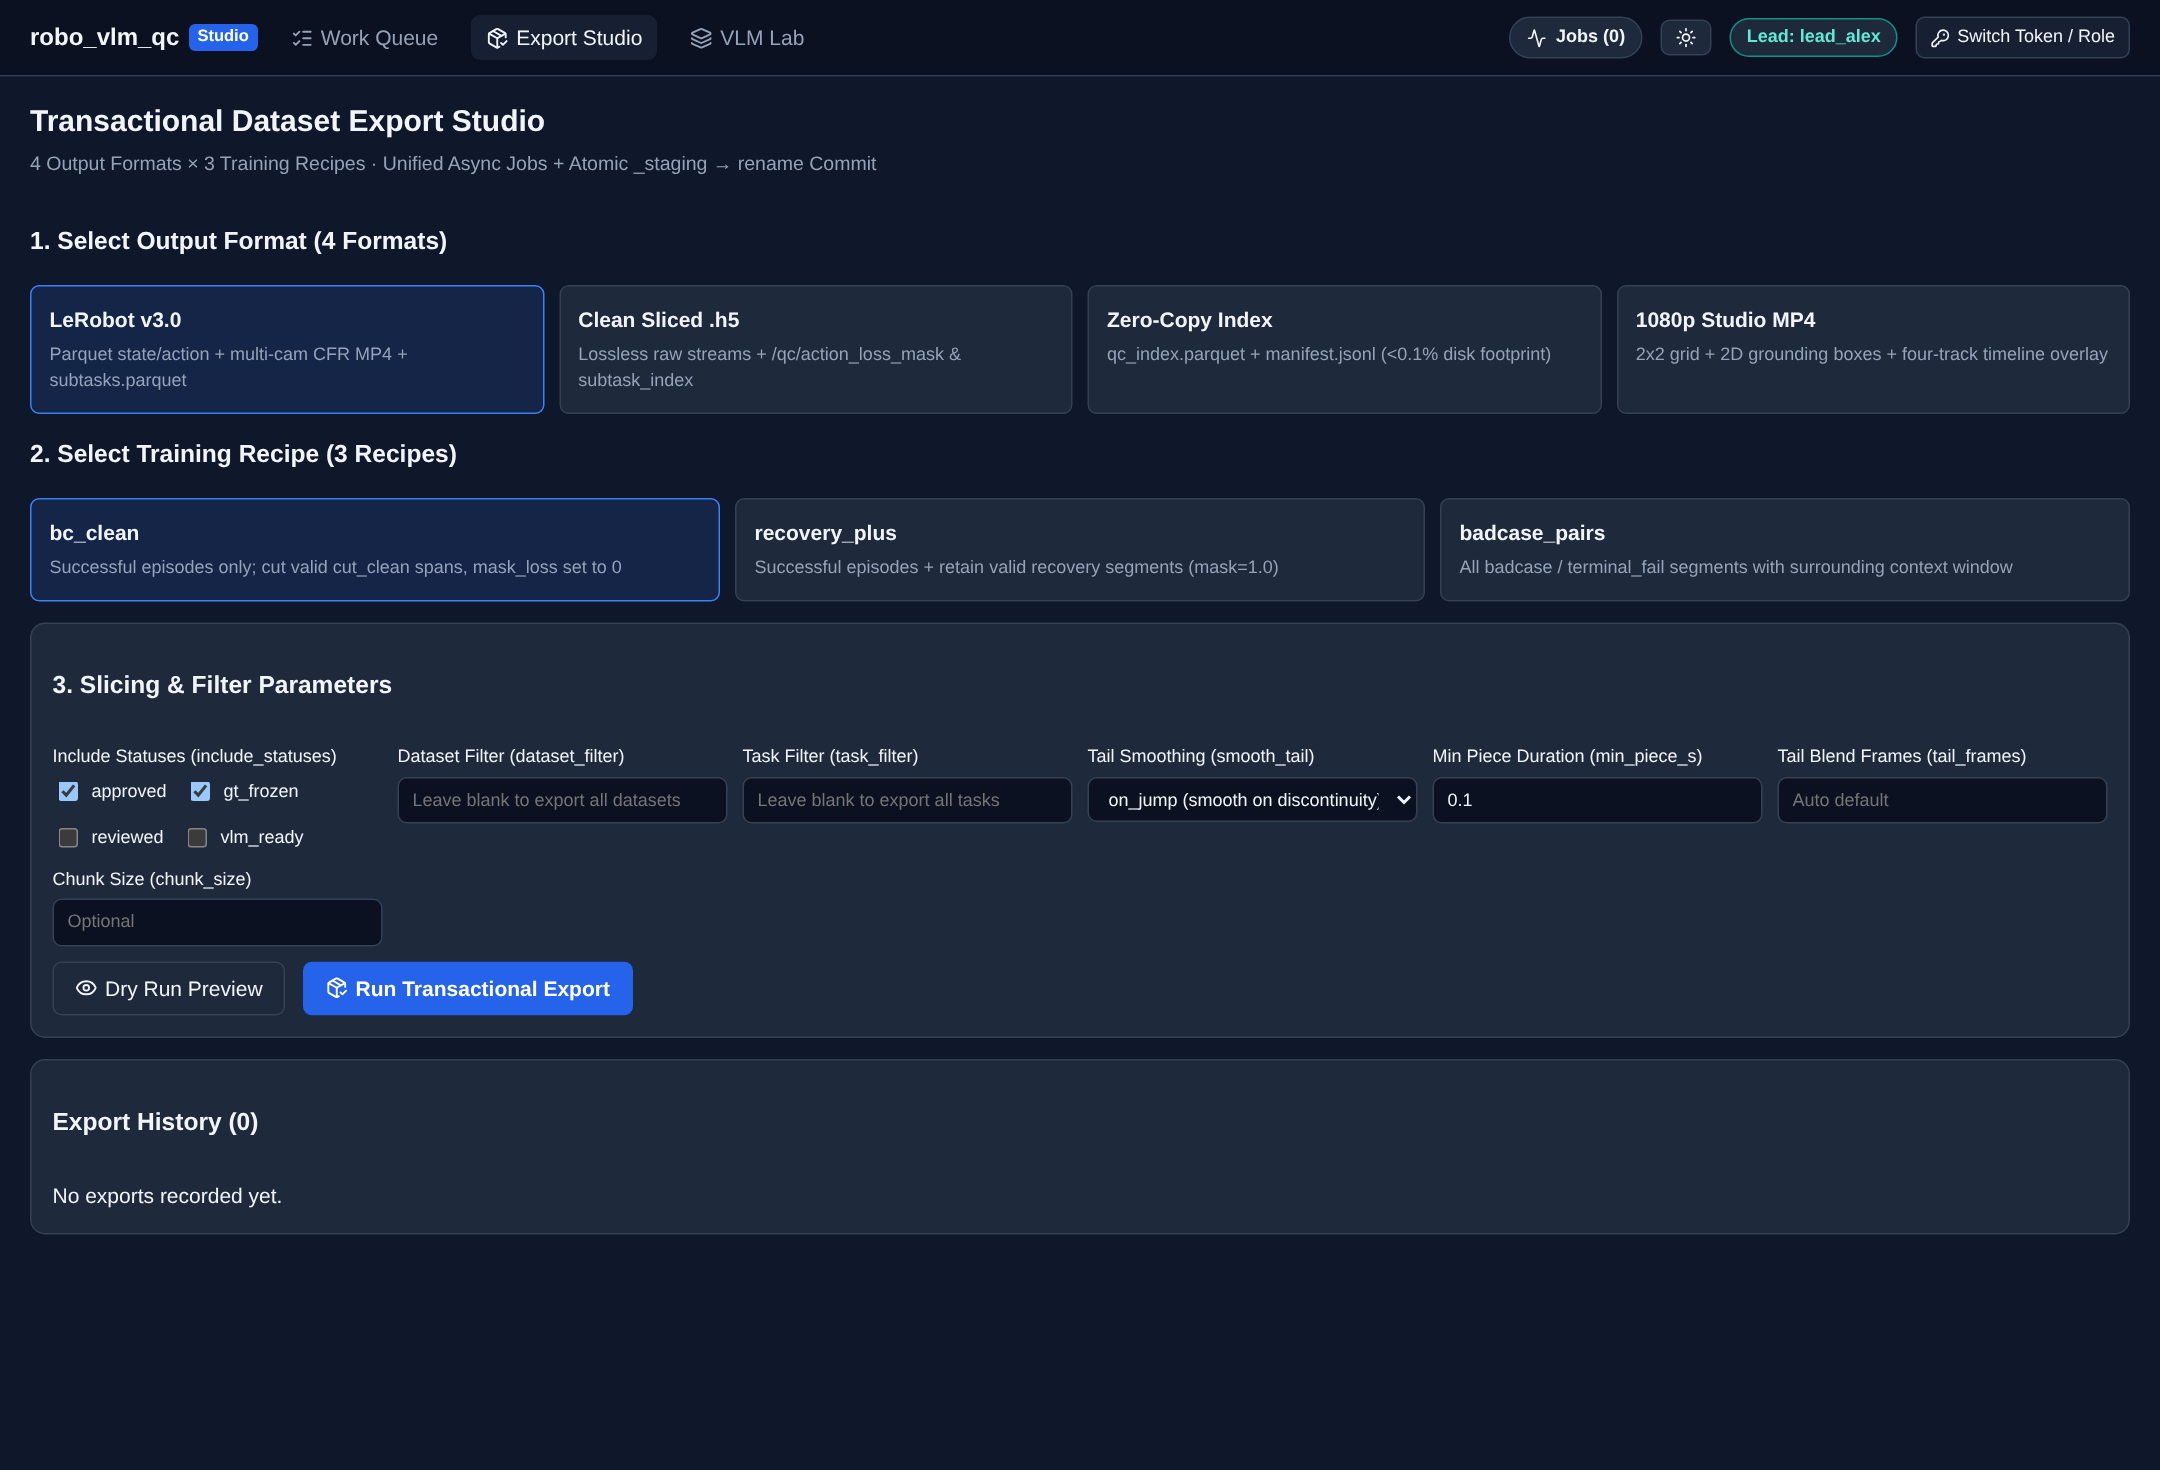 robo_vlm_qc Studio Work Queue Export Studio VLM Lab Jobs (0) Lead: lead_alex Switch Token / Role
Transactional Dataset Export Studio
4 Output Formats × 3 Training Recipes · Unified Async Jobs + Atomic _staging → rename Commit
1. Select Output Format (4 Formats)
LeRobot v3.0
Parquet state/action + multi-cam CFR MP4 +
subtasks.parquet
Clean Sliced .h5
Lossless raw streams + /qc/action_loss_mask &
subtask_index
Zero-Copy Index
qc_index.parquet + manifest.jsonl (<0.1% disk footprint)
1080p Studio MP4
2x2 grid + 2D grounding boxes + four-track timeline overlay
2. Select Training Recipe (3 Recipes)
bc_clean
Successful episodes only; cut valid cut_clean spans, mask_loss set to 0
recovery_plus
Successful episodes + retain valid recovery segments (mask=1.0)
badcase_pairs
All badcase / terminal_fail segments with surrounding context window
3. Slicing & Filter Parameters
Include Statuses (include_statuses)
approved gt_frozen
reviewed vlm_ready
Dataset Filter (dataset_filter)
Leave blank to export all datasets
Task Filter (task_filter)
Leave blank to export all tasks
Tail Smoothing (smooth_tail)
on_jump (smooth on discontinuity)
Min Piece Duration (min_piece_s)
0.1
Tail Blend Frames (tail_frames)
Auto default
Chunk Size (chunk_size)
Optional
Dry Run Preview Run Transactional Export
Export History (0)
No exports recorded yet.